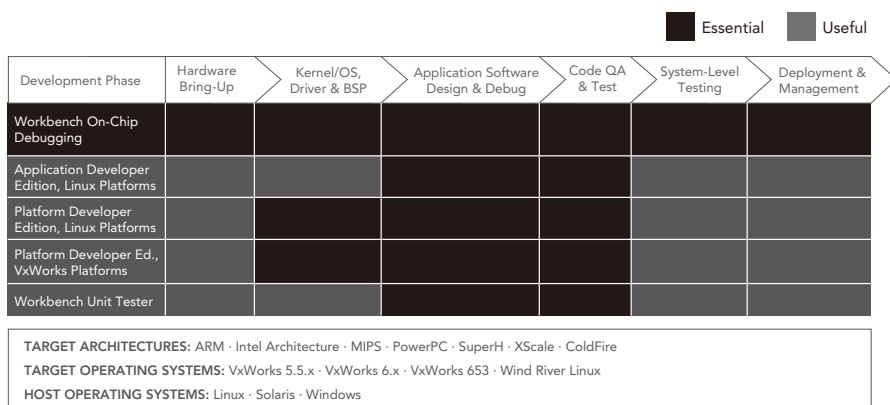 Essential Useful
Development Phase
Hardware
Bring-Up
Kernel/OS,
Driver & BSP
Application Software
Design & Debug
Code QA
& Test
System-Level
Testing
Deployment &
Management
Workbench On-Chip
Debugging
Application Developer
Edition, Linux Platforms
Platform Developer
Edition, Linux Platforms
Platform Developer Ed.,
VxWorks Platforms
Workbench Unit Tester
TARGET ARCHITECTURES: ARM · Intel Architecture · MIPS · PowerPC · SuperH · XScale · ColdFire
TARGET OPERATING SYSTEMS: VxWorks 5.5.x · VxWorks 6.x · VxWorks 653 · Wind River Linux
HOST OPERATING SYSTEMS: Linux · Solaris · Windows